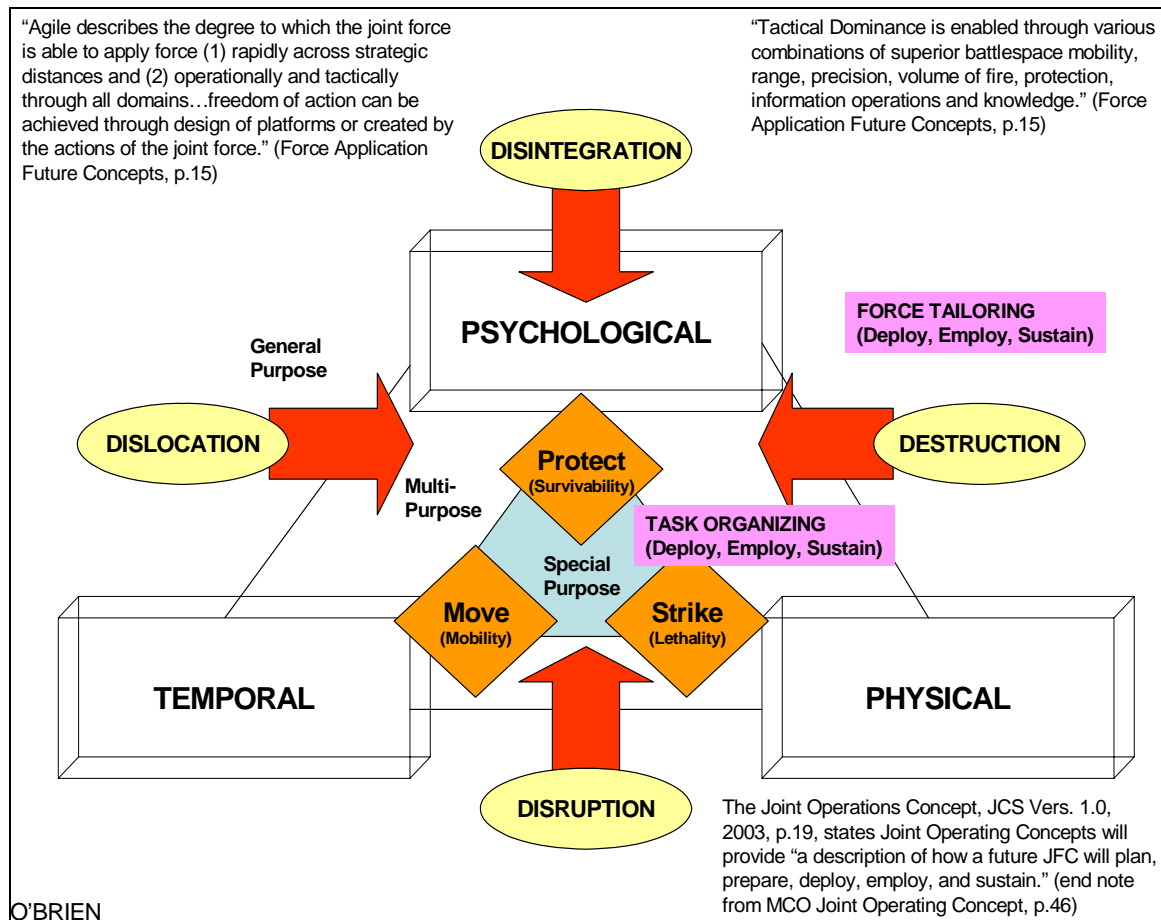 “Agile describes the degree to which the joint force
is able to apply force (1) rapidly across strategic
distances and (2) operationally and tactically
through all domains…freedom of action can be
achieved through design of platforms or created by
the actions of the joint force.” (Force Application
Future Concepts, p.15)
“Tactical Dominance is enabled through various
combinations of superior battlespace mobility,
range, precision, volume of fire, protection,
information operations and knowledge.” (Force
Application Future Concepts, p.15)
DISINTEGRATION
PSYCHOLOGICAL
FORCE TAILORING
(Deploy, Employ, Sustain)
General
Purpose
DISLOCATION
DESTRUCTION
Protect
(Survivability)
Multi-
Purpose
TASK ORGANIZING
(Deploy, Employ, Sustain)
Special
Purpose
Move
(Mobility)
Strike
(Lethality)
TEMPORAL
PHYSICAL
DISRUPTION
The Joint Operations Concept, JCS Vers. 1.0,
2003, p.19, states Joint Operating Concepts will
provide “a description of how a future JFC will plan,
prepare, deploy, employ, and sustain.” (end note
from MCO Joint Operating Concept, p.46)
O’BRIEN